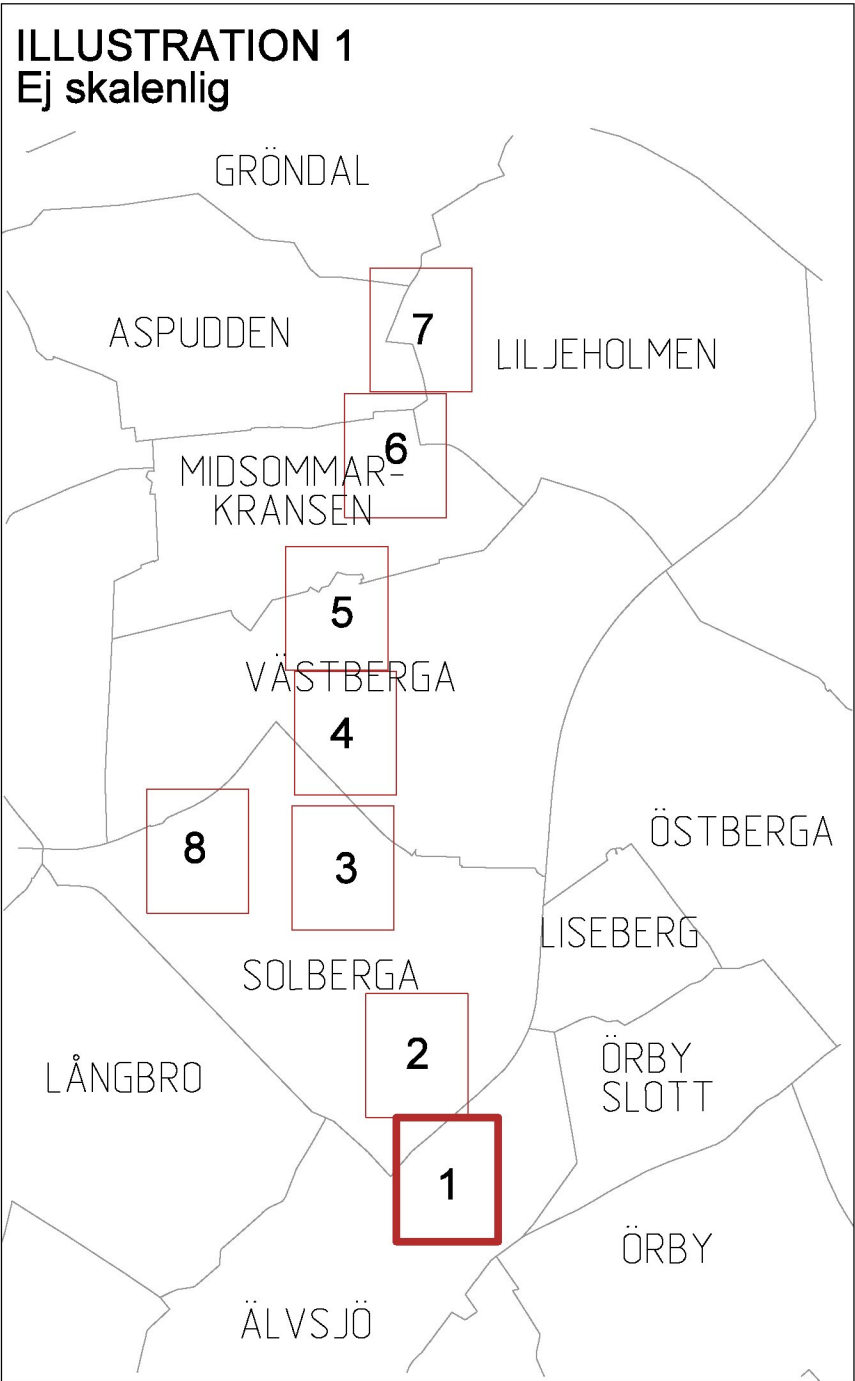 ILLUSTRATION 1
Ej skalenlig
GRÖNDAL
ASPUDDEN
7
LILJEHOLMEN
6
MIDSOMMAR-
KRANSEN
5
VÄSTBERGA
4
8
3
ÖSTBERGA
LISEBERG
SOLBERGA
2
ÖRBY
SLOTT
LÅNGBRO
1
ÖRBY
ÄLVSJÖ